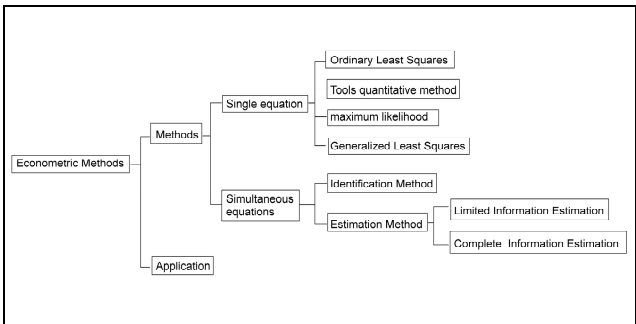 Ordinary Least Squares
Tools quantitative method
Single equation
maximum likelihood
Methods
Generalized Least Squares
Econometric Methods
Identification Method
Simultaneous
equations
Limited Information Estimation
Estimation Method
Complete Information Estimation
Application